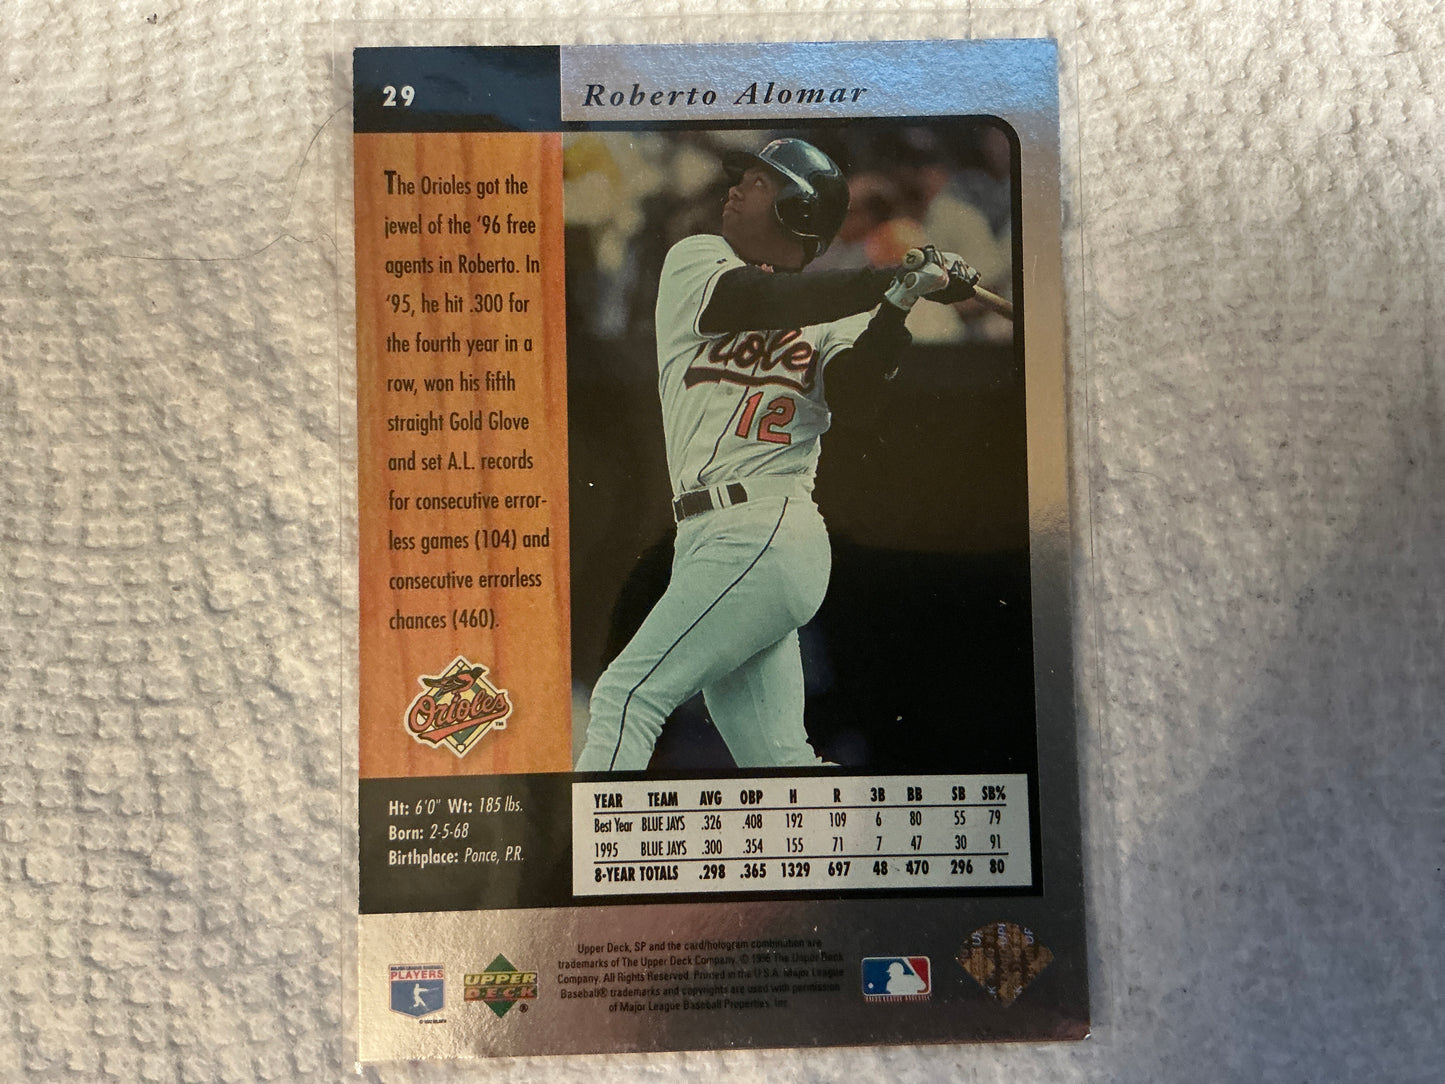 29
Roberto Alomar
The Orioles got the
jewel of the '96 free
agents in Roberto. In
'95, he hit .300 for
the fourth year in a
row, won his fifth
straight Gold Glove
and set A.L. records
for consecutive error-
less games (104) and
consecutive errorless
chances (460).
12
Orioles
TM
Ht: 6'0" Wt: 185 lbs.
Born: 2-5-68
Birthplace: Ponce, P.R.
YEAR TEAM AVG OBP H R 3B BB SB SB%
Best Year BLUE JAYS .326 .408 192 109 6 80 55 79
1995 BLUE JAYS .300 .354 155 71 7 47 30 91
8-YEAR TOTALS .298 .365 1329 697 48 470 296 80
Upper Deck, SP and the card/hologram combination are
trademarks of The Upper Deck Company. © 1996 The Upper Deck
Company. All Rights Reserved. Printed in the U.S.A. Major League
Baseball® trademarks and copyrights are used with permission
of Major League Baseball Properties, Inc.
MAJOR LEAGUE BASEBALL
PLAYERS
UPPER
DECK
®